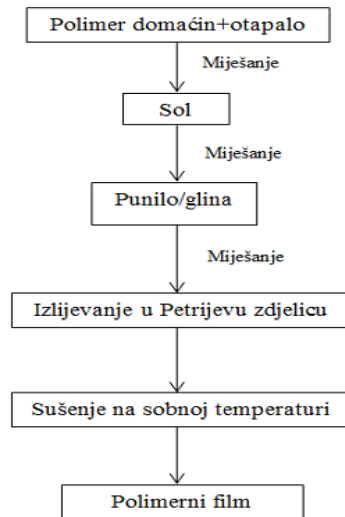 Polimer domaćin+otapalo
Miješanje
Sol
Miješanje
Punilo/glina
Miješanje
Izlijevanje u Petrijevu zdjelicu
Sušenje na sobnoj temperaturi
Polimerni film